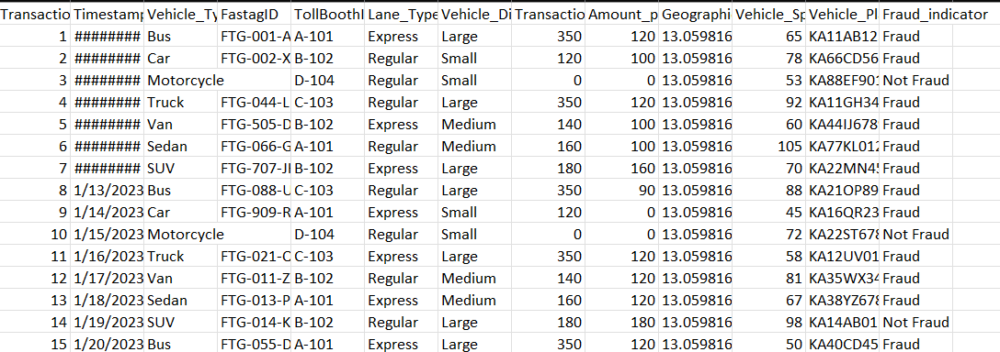 Transactio Timestamp Vehicle_Ty FastagID TollBoothI Lane_Type Vehicle_Di Transactio Amount_p Geographi Vehicle_Sp Vehicle_Pl Fraud_indicator
1 ######## Bus FTG-001-A A-101 Express Large 350 120 13.059816 65 KA11AB12 Fraud
2 ######## Car FTG-002-X B-102 Regular Small 120 100 13.059816 78 KA66CD56 Fraud
3 ######## Motorcycle D-104 Regular Small 0 0 13.059816 53 KA88EF901 Not Fraud
4 ######## Truck FTG-044-L C-103 Regular Large 350 120 13.059816 92 KA11GH34 Fraud
5 ######## Van FTG-505-D B-102 Express Medium 140 100 13.059816 60 KA44IJ678 Fraud
6 ######## Sedan FTG-066-G A-101 Regular Medium 160 100 13.059816 105 KA77KL012 Fraud
7 ######## SUV FTG-707-JI B-102 Express Large 180 160 13.059816 70 KA22MN45 Fraud
8 1/13/2023 Bus FTG-088-U C-103 Regular Large 350 90 13.059816 88 KA21OP89 Fraud
9 1/14/2023 Car FTG-909-R A-101 Express Small 120 0 13.059816 45 KA16QR23 Fraud
10 1/15/2023 Motorcycle D-104 Regular Small 0 0 13.059816 72 KA22ST678 Not Fraud
11 1/16/2023 Truck FTG-021-C C-103 Express Large 350 120 13.059816 58 KA12UV01 Fraud
12 1/17/2023 Van FTG-011-Z B-102 Regular Medium 140 120 13.059816 81 KA35WX34 Fraud
13 1/18/2023 Sedan FTG-013-P A-101 Express Medium 160 120 13.059816 67 KA38YZ678 Fraud
14 1/19/2023 SUV FTG-014-K B-102 Regular Large 180 180 13.059816 98 KA14AB01 Not Fraud
15 1/20/2023 Bus FTG-055-D A-101 Express Large 350 120 13.059816 50 KA40CD45 Fraud